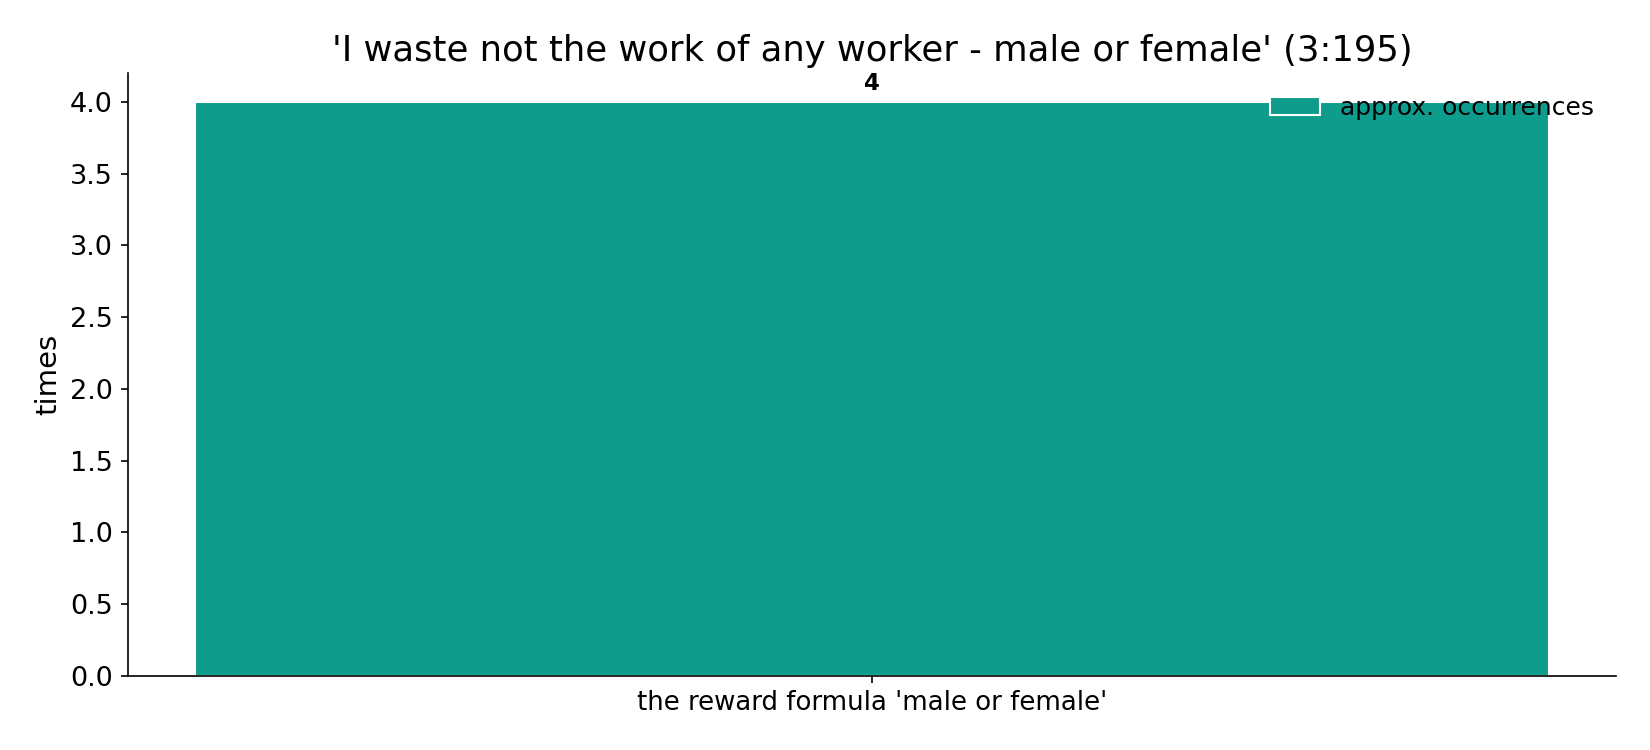 'I waste not the work of any worker - male or female' (3:195)
4
approx. occurrences
4.0
3.5
3.0
2.5
2.0
1.5
1.0
0.5
0.0
times
the reward formula 'male or female'